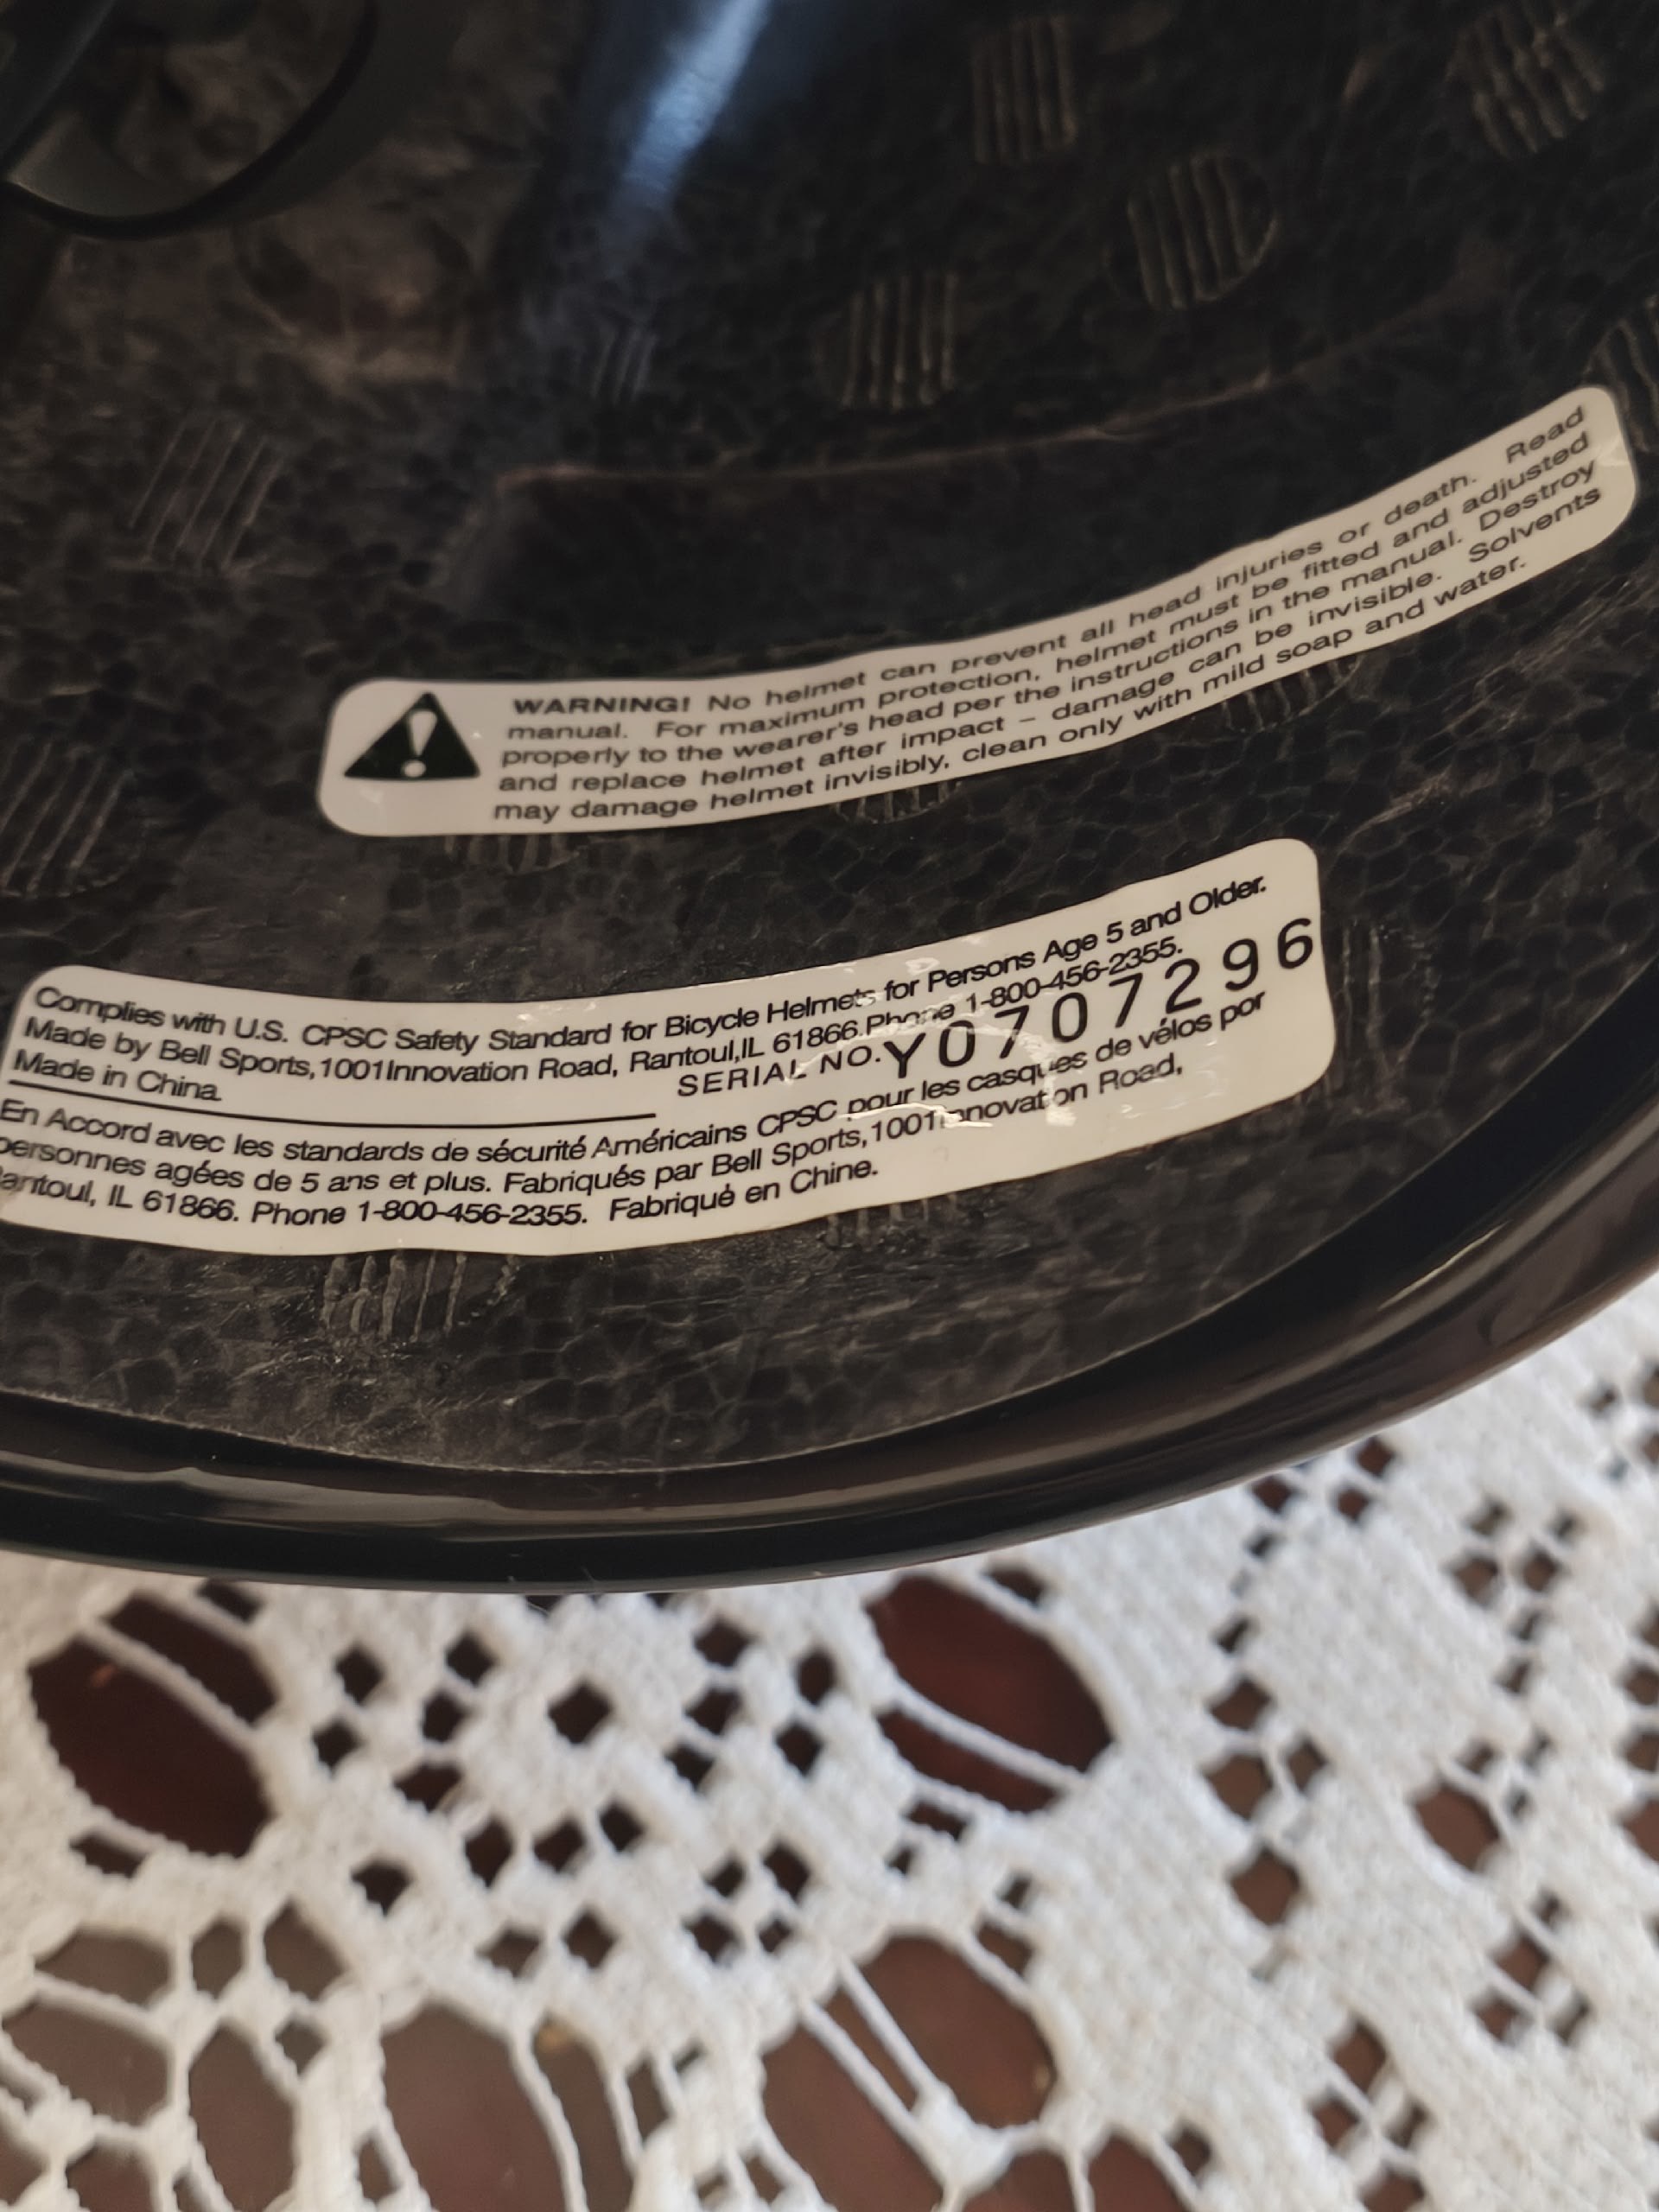 WARNING! No helmet can prevent all head injuries or death. Read
manual. For maximum protection, helmet must be fitted and adjusted
properly to the wearer's head per the instructions in the manual. Destroy
and replace helmet after impact – damage can be invisible. Solvents
may damage helmet invisibly, clean only with mild soap and water.
Complies with U.S. CPSC Safety Standard for Bicycle Helmets for Persons Age 5 and Older.
Made by Bell Sports,1001Innovation Road, Rantoul,IL 61866.Phone 1-800-456-2355.
Made in China.
SERIAL NO.Y0707296
En Accord avec les standards de sécurité Américains CPSC pour les casques de vélos por
personnes agées de 5 ans et plus. Fabriqués par Bell Sports,1001Innovation Road,
Rantoul, IL 61866. Phone 1-800-456-2355. Fabriqué en Chine.